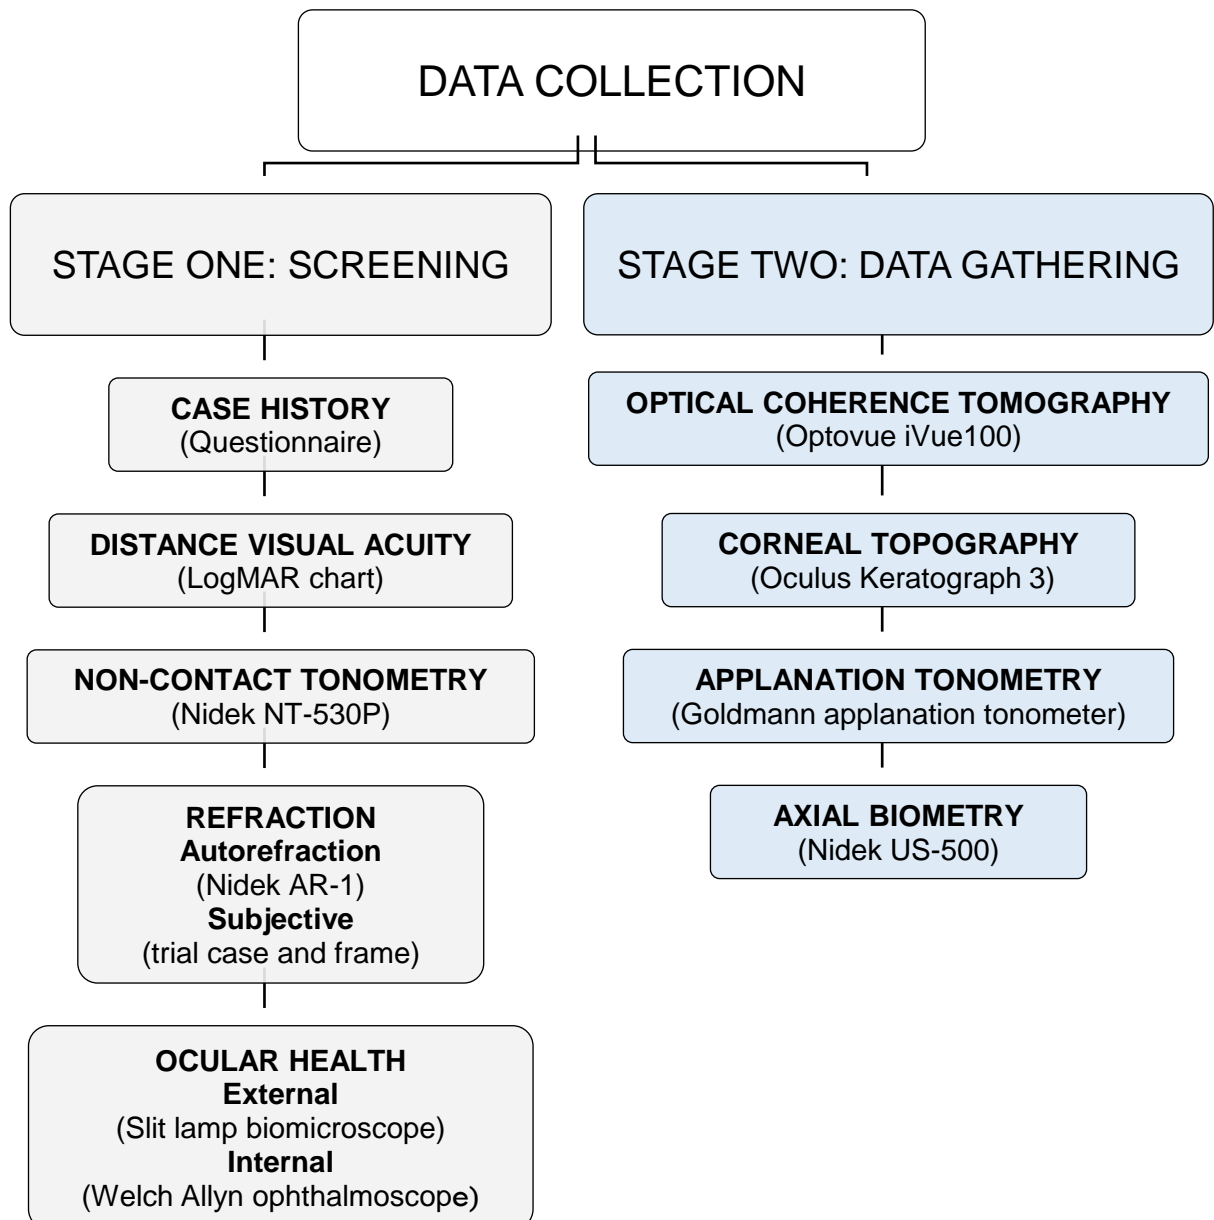 DATA COLLECTION
STAGE ONE: SCREENING
CASE HISTORY
(Questionnaire)
DISTANCE VISUAL ACUITY
(LogMAR chart)
NON-CONTACT TONOMETRY
(Nidek NT-530P)
REFRACTION
Autorefraction
(Nidek AR-1)
Subjective
(trial case and frame)
OCULAR HEALTH
External
(Slit lamp biomicroscope)
Internal
(Welch Allyn ophthalmoscope)
STAGE TWO: DATA GATHERING
OPTICAL COHERENCE TOMOGRAPHY
(Optovue iVue100)
CORNEAL TOPOGRAPHY
(Oculus Keratograph 3)
APPLANATION TONOMETRY
(Goldmann applanation tonometer)
AXIAL BIOMETRY
(Nidek US-500)